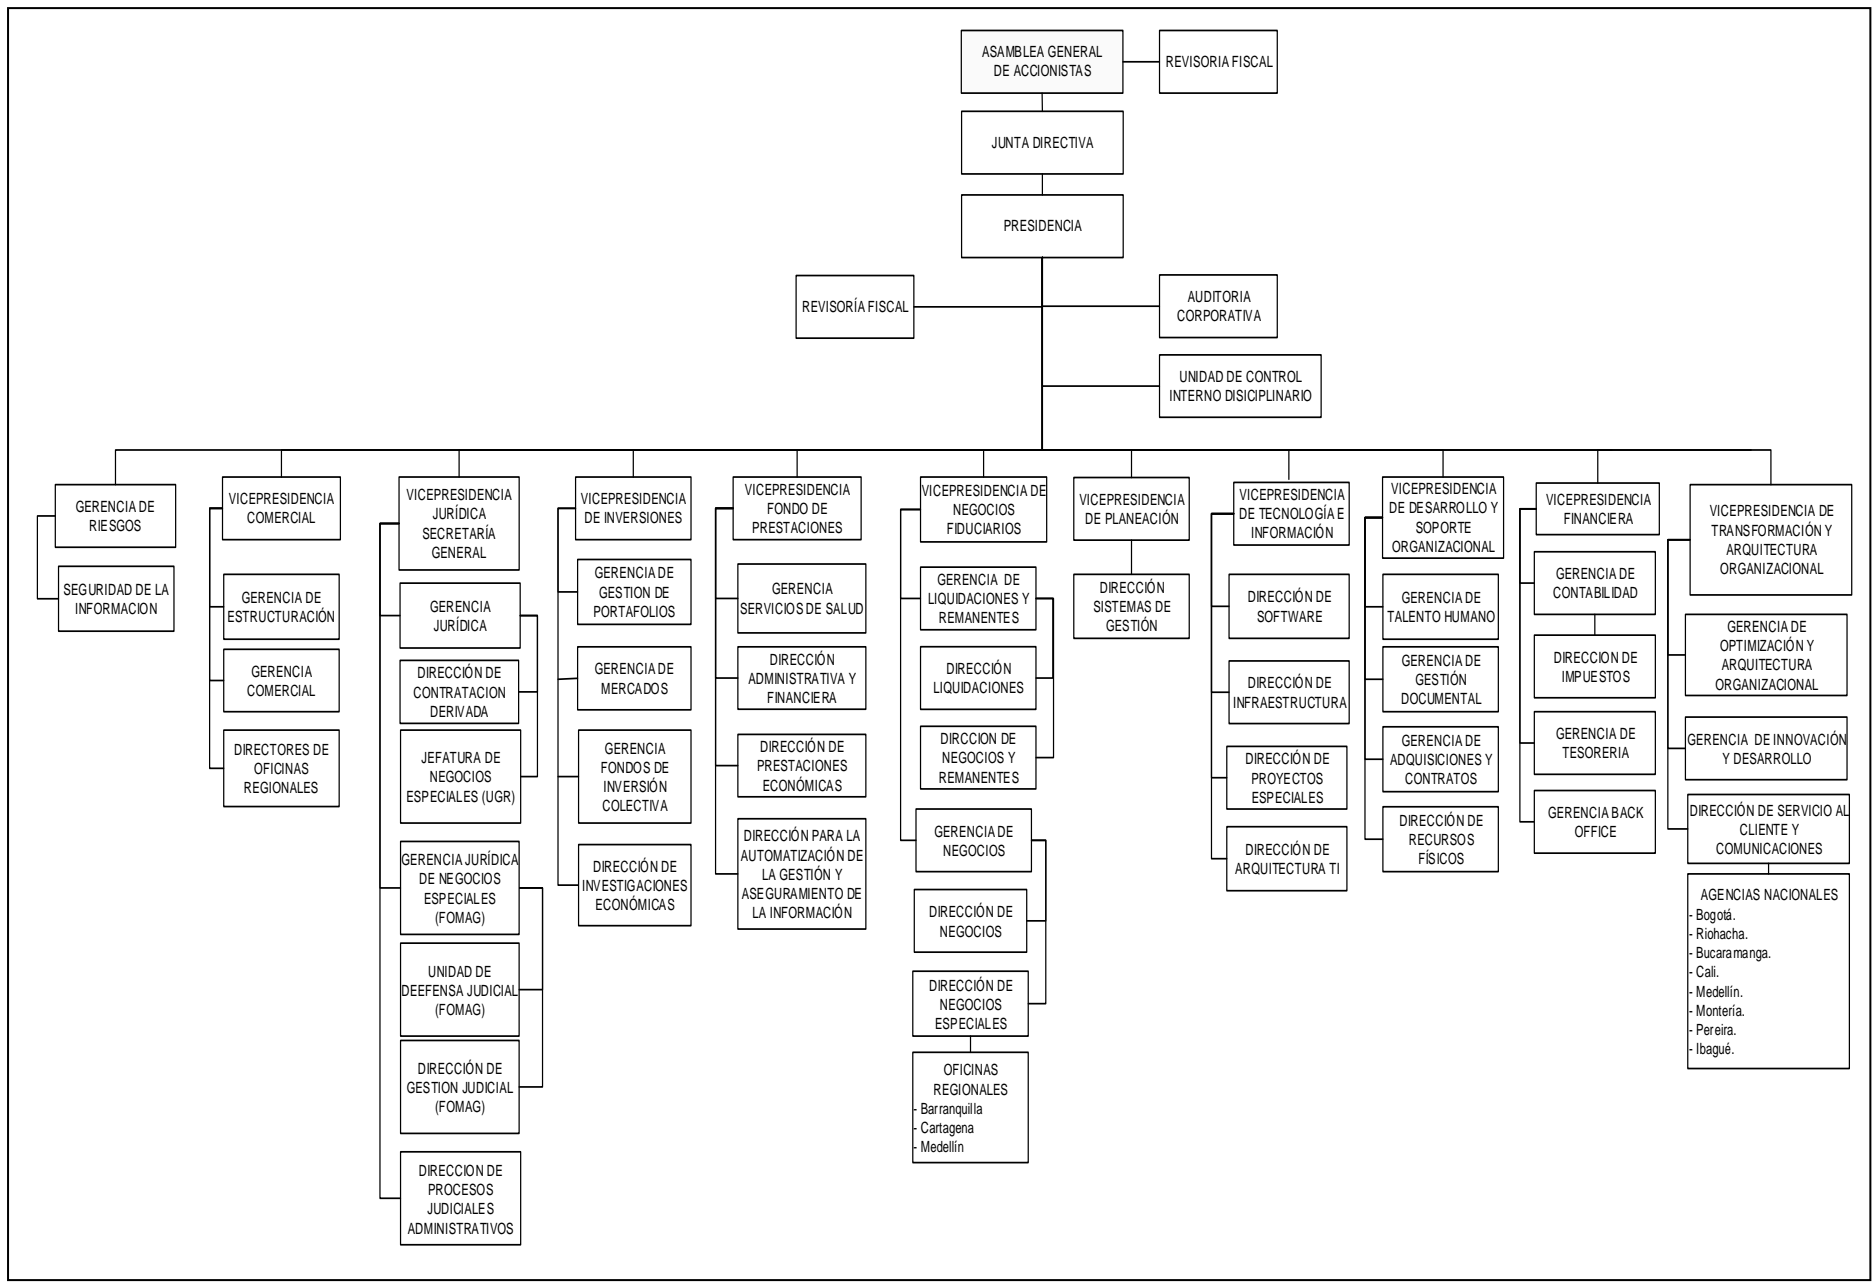 ASAMBLEA GENERAL
DE ACCIONISTAS
REVISORIA FISCAL
JUNTA DIRECTIVA
PRESIDENCIA
REVISORÍA FISCAL
AUDITORIA
CORPORATIVA
UNIDAD DE CONTROL
INTERNO DISICIPLINARIO
GERENCIA DE
RIESGOS
SEGURIDAD DE LA
INFORMACION
VICEPRESIDENCIA
COMERCIAL
GERENCIA DE
ESTRUCTURACIÓN
GERENCIA
COMERCIAL
DIRECTORES DE
OFICINAS
REGIONALES
VICEPRESIDENCIA
JURÍDICA
SECRETARÍA
GENERAL
GERENCIA
JURÍDICA
DIRECCIÓN DE
CONTRATACION
DERIVADA
JEFATURA DE
NEGOCIOS
ESPECIALES (UGR)
GERENCIA JURÍDICA
DE NEGOCIOS
ESPECIALES
(FOMAG)
UNIDAD DE
DEEFENSA JUDICIAL
(FOMAG)
DIRECCIÓN DE
GESTION JUDICIAL
(FOMAG)
DIRECCION DE
PROCESOS
JUDICIALES
ADMINISTRATIVOS
VICEPRESIDENCIA
DE INVERSIONES
GERENCIA DE
GESTION DE
PORTAFOLIOS
GERENCIA DE
MERCADOS
GERENCIA
FONDOS DE
INVERSIÓN
COLECTIVA
DIRECCIÓN DE
INVESTIGACIONES
ECONÓMICAS
VICEPRESIDENCIA
FONDO DE
PRESTACIONES
GERENCIA
SERVICIOS DE SALUD
DIRECCIÓN
ADMINISTRATIVA Y
FINANCIERA
DIRECCIÓN DE
PRESTACIONES
ECONÓMICAS
DIRECCIÓN PARA LA
AUTOMATIZACIÓN DE
LA GESTIÓN Y
ASEGURAMIENTO DE
LA INFORMACIÓN
VICEPRESIDENCIA DE
NEGOCIOS
FIDUCIARIOS
GERENCIA DE
LIQUIDACIONES Y
REMANENTES
DIRECCIÓN
LIQUIDACIONES
DIRCCION DE
NEGOCIOS Y
REMANENTES
GERENCIA DE
NEGOCIOS
DIRECCIÓN DE
NEGOCIOS
DIRECCIÓN DE
NEGOCIOS
ESPECIALES
OFICINAS
REGIONALES
- Barranquilla
- Cartagena
- Medellín
VICEPRESIDENCIA
DE PLANEACIÓN
DIRECCIÓN
SISTEMAS DE
GESTIÓN
VICEPRESIDENCIA
DE TECNOLOGÍA E
INFORMACIÓN
DIRECCIÓN DE
SOFTWARE
DIRECCIÓN DE
INFRAESTRUCTURA
DIRECCIÓN DE
PROYECTOS
ESPECIALES
DIRECCIÓN DE
ARQUITECTURA TI
VICEPRESIDENCIA
DE DESARROLLO Y
SOPORTE
ORGANIZACIONAL
GERENCIA DE
TALENTO HUMANO
GERENCIA DE
GESTIÓN
DOCUMENTAL
GERENCIA DE
ADQUISICIONES Y
CONTRATOS
DIRECCIÓN DE
RECURSOS
FÍSICOS
VICEPRESIDENCIA
FINANCIERA
GERENCIA DE
CONTABILIDAD
DIRECCION DE
IMPUESTOS
GERENCIA DE
TESORERIA
GERENCIA BACK
OFFICE
VICEPRESIDENCIA DE
TRANSFORMACIÓN Y
ARQUITECTURA
ORGANIZACIONAL
GERENCIA DE
OPTIMIZACIÓN Y
ARQUITECTURA
ORGANIZACIONAL
GERENCIA DE INNOVACIÓN
Y DESARROLLO
DIRECCIÓN DE SERVICIO AL
CLIENTE Y
COMUNICACIONES
AGENCIAS NACIONALES
- Bogotá.
- Riohacha.
- Bucaramanga.
- Cali.
- Medellín.
- Montería.
- Pereira.
- Ibagué.